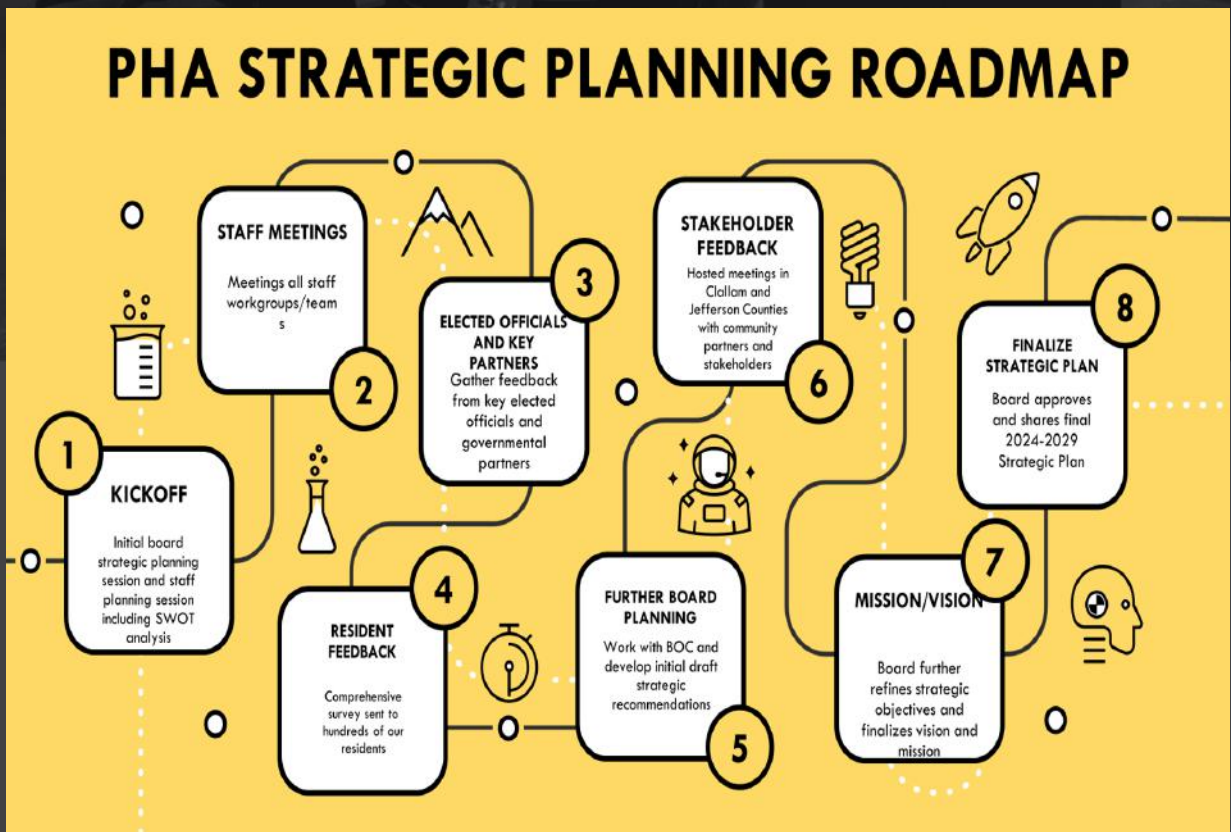 PHA STRATEGIC PLANNING ROADMAP
1
KICKOFF
Initial board
strategic planning
session and staff
planning session
including SWOT
analysis
STAFF MEETINGS
Meetings all staff
workgroups/team
s
2
3
ELECTED OFFICIALS
AND KEY
PARTNERS
Gather feedback
from key elected
officials and
governmental
partners
4
RESIDENT
FEEDBACK
Comprehensive
survey sent to
hundreds of our
residents
FURTHER BOARD
PLANNING
Work with BOC and
develop initial draft
strategic
recommendations
5
STAKEHOLDER
FEEDBACK
Hosted meetings in
Clallam and
Jefferson Counties
with community
partners and
stakeholders
6
7
MISSION/VISION
Board further
refines strategic
objectives and
finalizes vision and
mission
8
FINALIZE
STRATEGIC PLAN
Board approves
and shares final
2024-2029
Strategic Plan